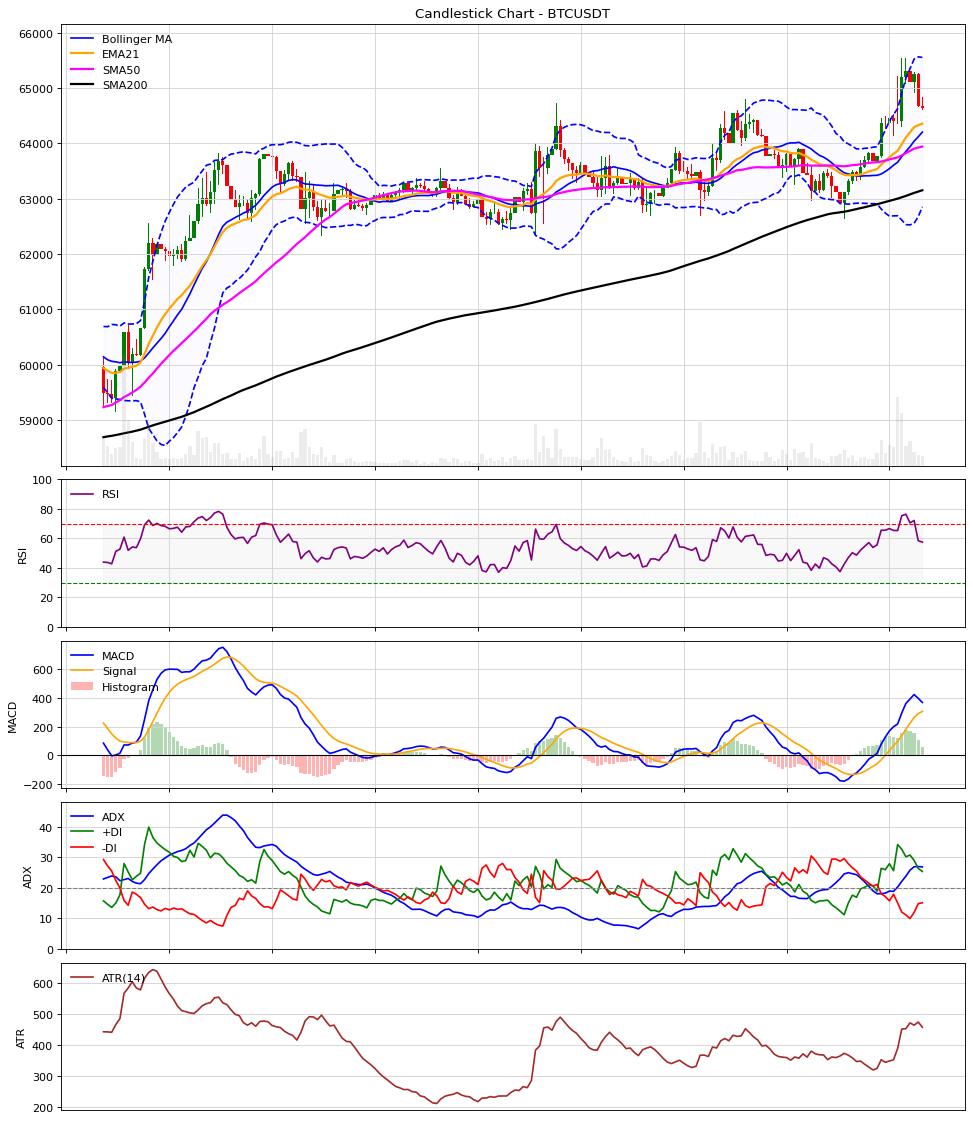 Candlestick Chart - BTCUSDT
66000
65000
64000
63000
62000
61000
60000
59000
Bollinger MA
EMA21
SMA50
SMA200
100
80
60
40
20
0
RSI
RSI
600
400
200
0
−200
MACD
MACD
Signal
Histogram
40
30
20
10
0
ADX
ADX
+DI
-DI
600
500
400
300
200
ATR
ATR(14)